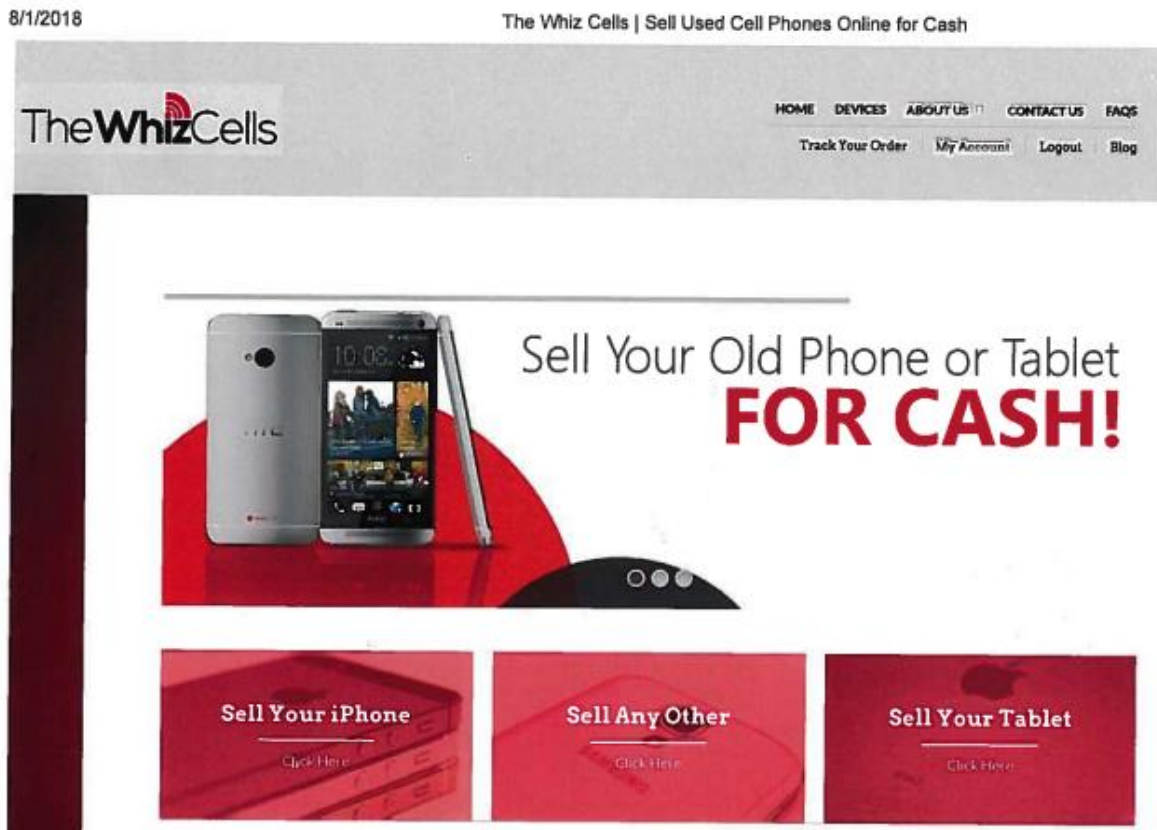 8/1/2018
The Whiz Cells | Sell Used Cell Phones Online for Cash
TheWhizCells
HOME DEVICES ABOUT US CONTACT US FAQS
Track Your Order My Account Logout Blog
10:08
Sell Your Old Phone or Tablet
FOR CASH!
Sell Your iPhone
Click Here
Sell Any Other
Click Here
Sell Your Tablet
Click Here